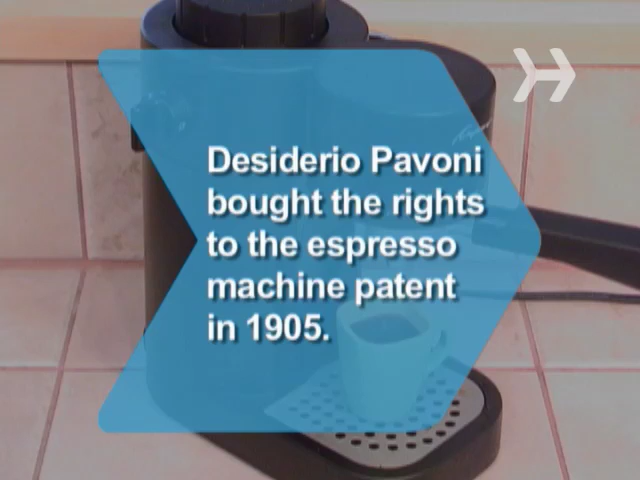 Desiderio Pavoni
bought the rights
to the espresso
machine patent
in 1905.